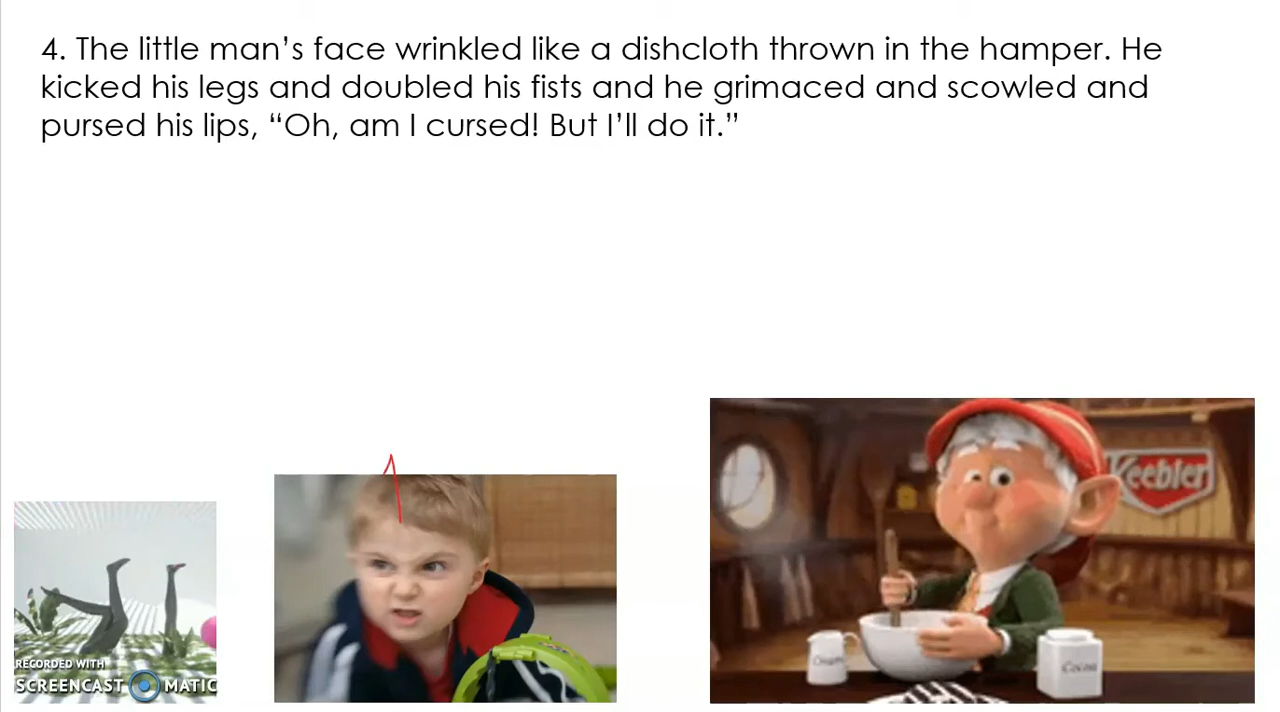 4. The little man’s face wrinkled like a dishcloth thrown in the hamper. He
kicked his legs and doubled his fists and he grimaced and scowled and
pursed his lips, “Oh, am I cursed! But I’ll do it.”
Keebler
Cream
Cocoa
RECORDED WITH
SCREENCAST MATIC